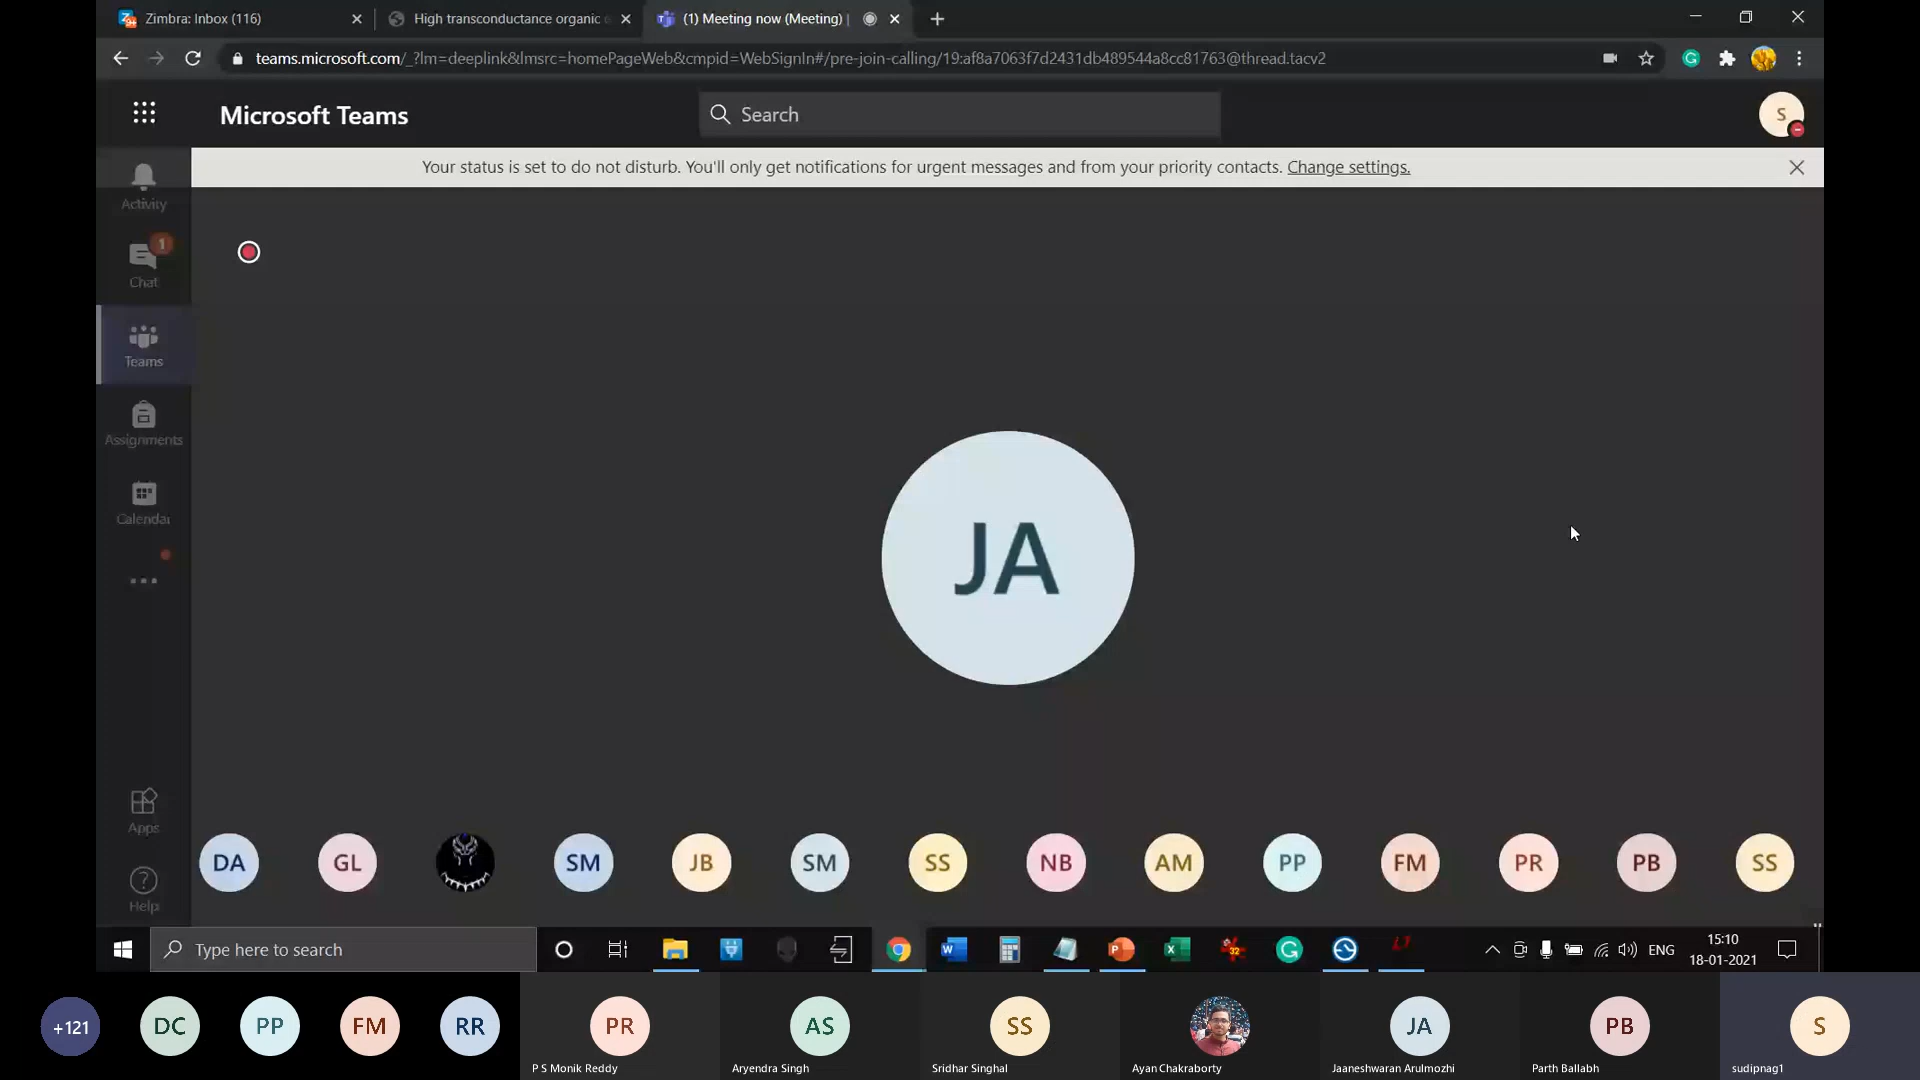 Zimbra: Inbox (116)
High transconductance organic
(1) Meeting now (Meeting) |
teams.microsoft.com/_?lm=deeplink&lmsrc=homePageWeb&cmpid=WebSignIn#/pre-join-calling/19:af8a7063f7d2431db489544a8cc81763@thread.tacv2
Microsoft Teams
Search
S
Your status is set to do not disturb. You'll only get notifications for urgent messages and from your priority contacts. Change settings.
Activity
1
Chat
Teams
Assignments
Calendar
JA
Apps
Help
DA GL SM JB SM SS NB AM PP FM PR PB SS
Type here to search
ENG
15:10
18-01-2021
+121 DC PP FM RR PR AS SS JA PB S
P S Monik Reddy Aryendra Singh Sridhar Singhal Ayan Chakraborty Jaaneshwaran Arulmozhi Parth Ballabh sudipnag1